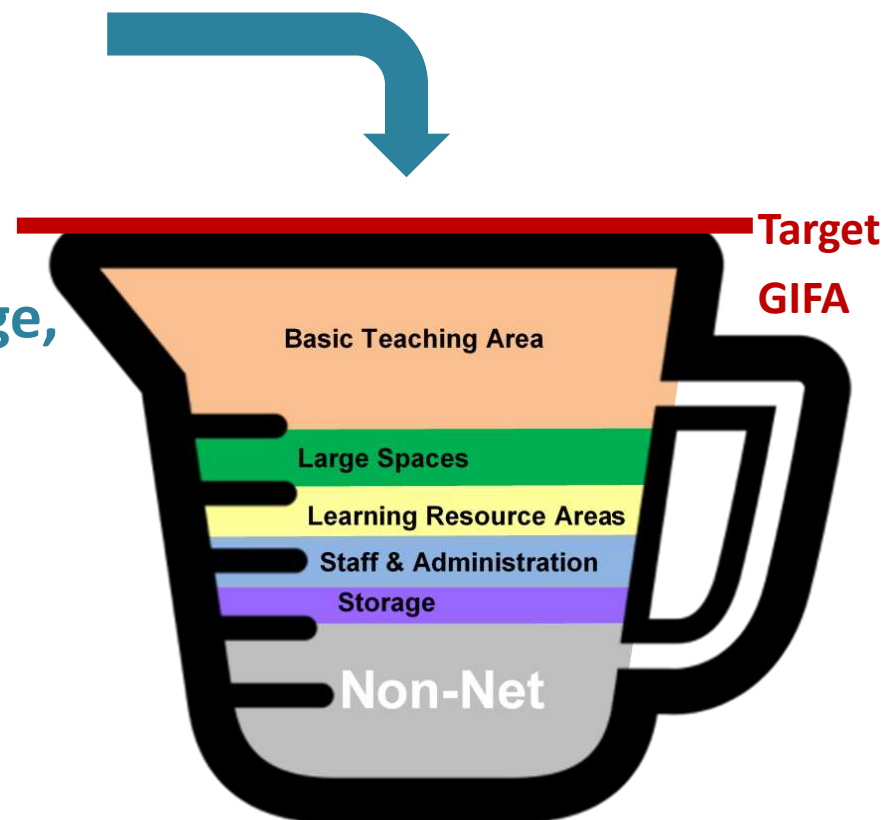 Target
GIFA
ge,
Basic Teaching Area
Large Spaces
Learning Resource Areas
Staff & Administration
Storage
Non-Net